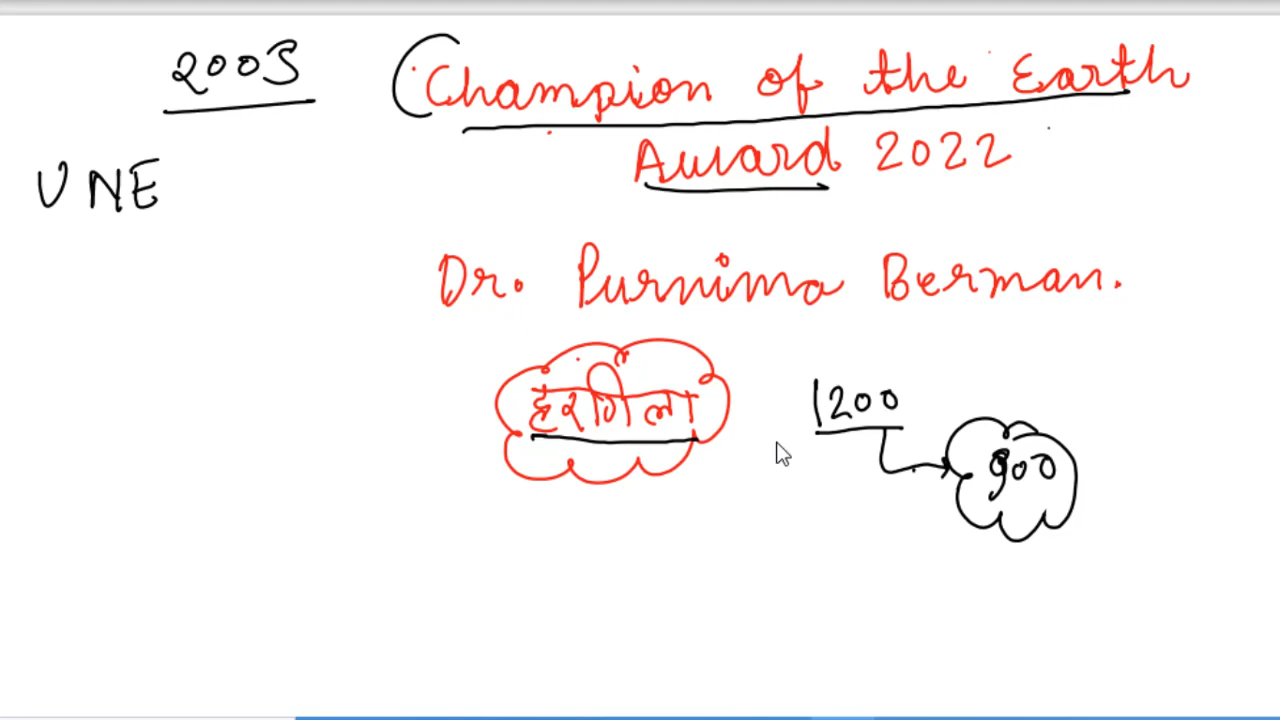 2003
(Champion of the Earth
Award 2022
UNE
Dr. Purnima Berman.
हरगिला
1200
900